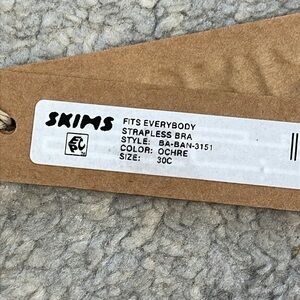 SKIMS
FITS EVERYBODY
STRAPLESS BRA
STYLE: BA-BAN-3151
COLOR: OCHRE
SIZE: 30C